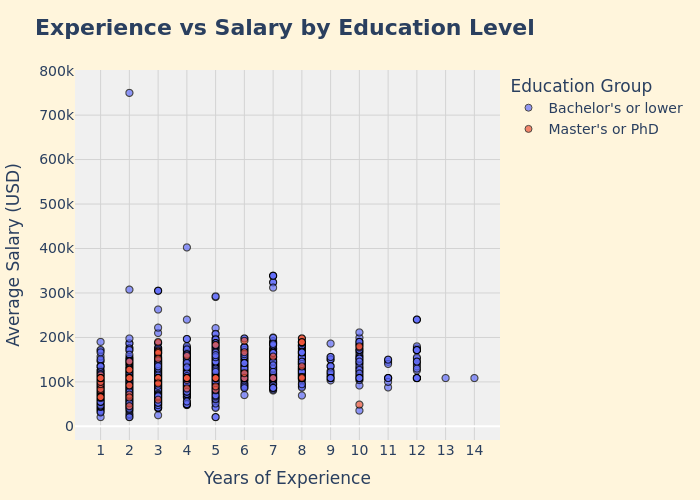 Experience vs Salary by Education Level
Education Group
Bachelor's or lower
Master's or PhD
Average Salary (USD)
800k
700k
600k
500k
400k
300k
200k
100k
0
1 2 3 4 5 6 7 8 9 10 11 12 13 14
Years of Experience